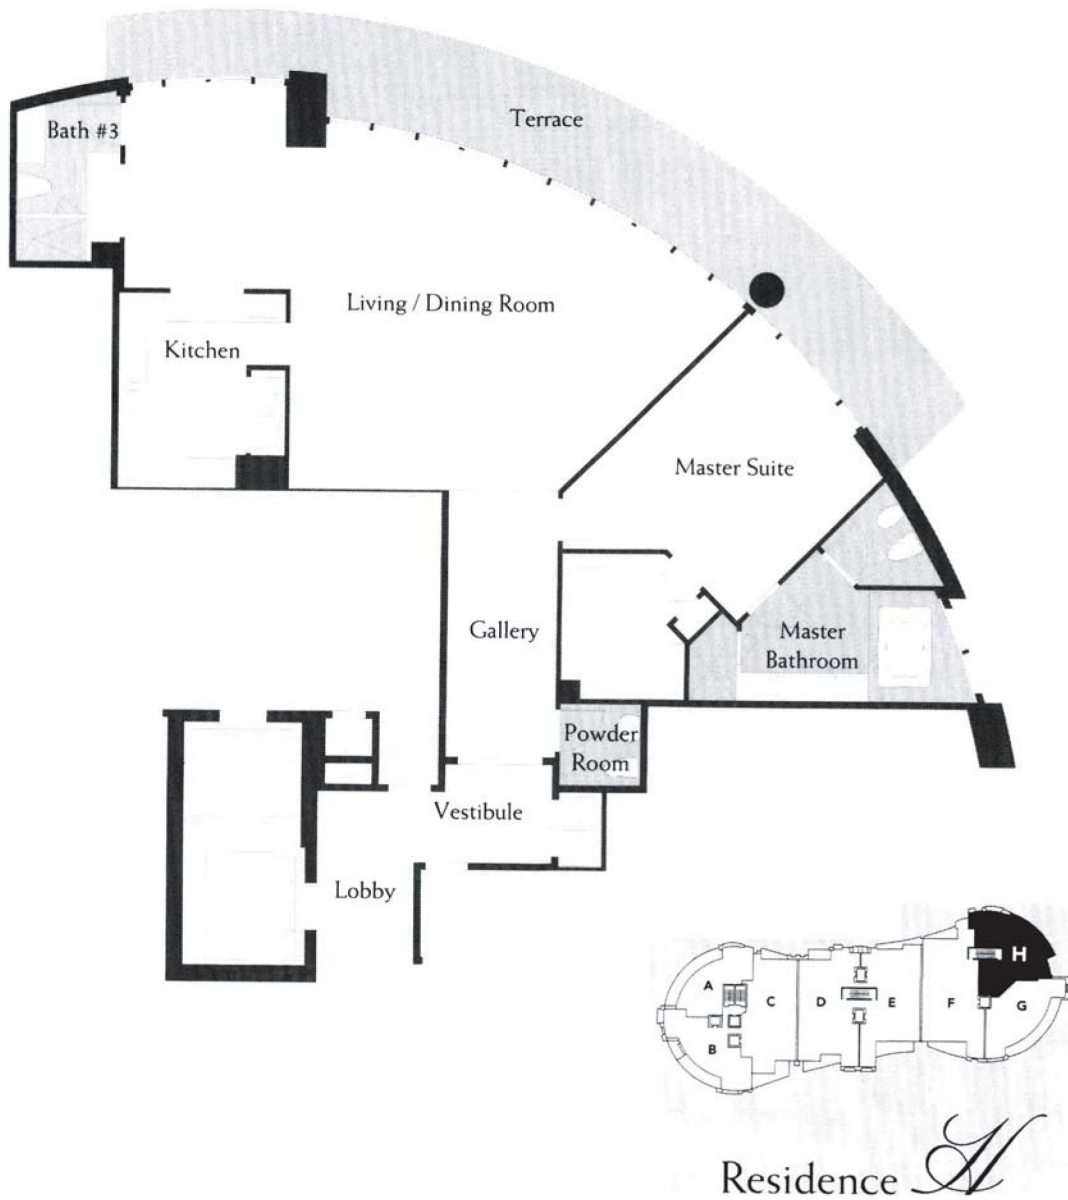 Terrace
Bath #3
Living / Dining Room
Kitchen
Master Suite
Gallery
Master
Bathroom
Powder
Room
Vestibule
Lobby
H
A
C
D
E
F
G
B
Residence H